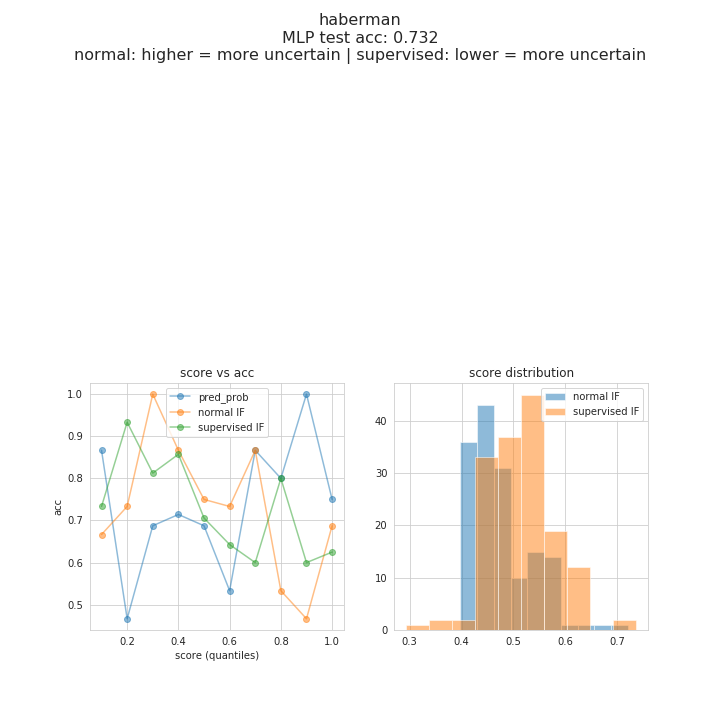 haberman
MLP test acc: 0.732
normal: higher = more uncertain | supervised: lower = more uncertain
score vs acc
1.0
0.9
0.8
0.7
0.6
0.5
acc
pred_prob
normal IF
supervised IF
0.2
0.4
0.6
0.8
1.0
score (quantiles)
score distribution
40
30
20
10
0
normal IF
supervised IF
0.3
0.4
0.5
0.6
0.7